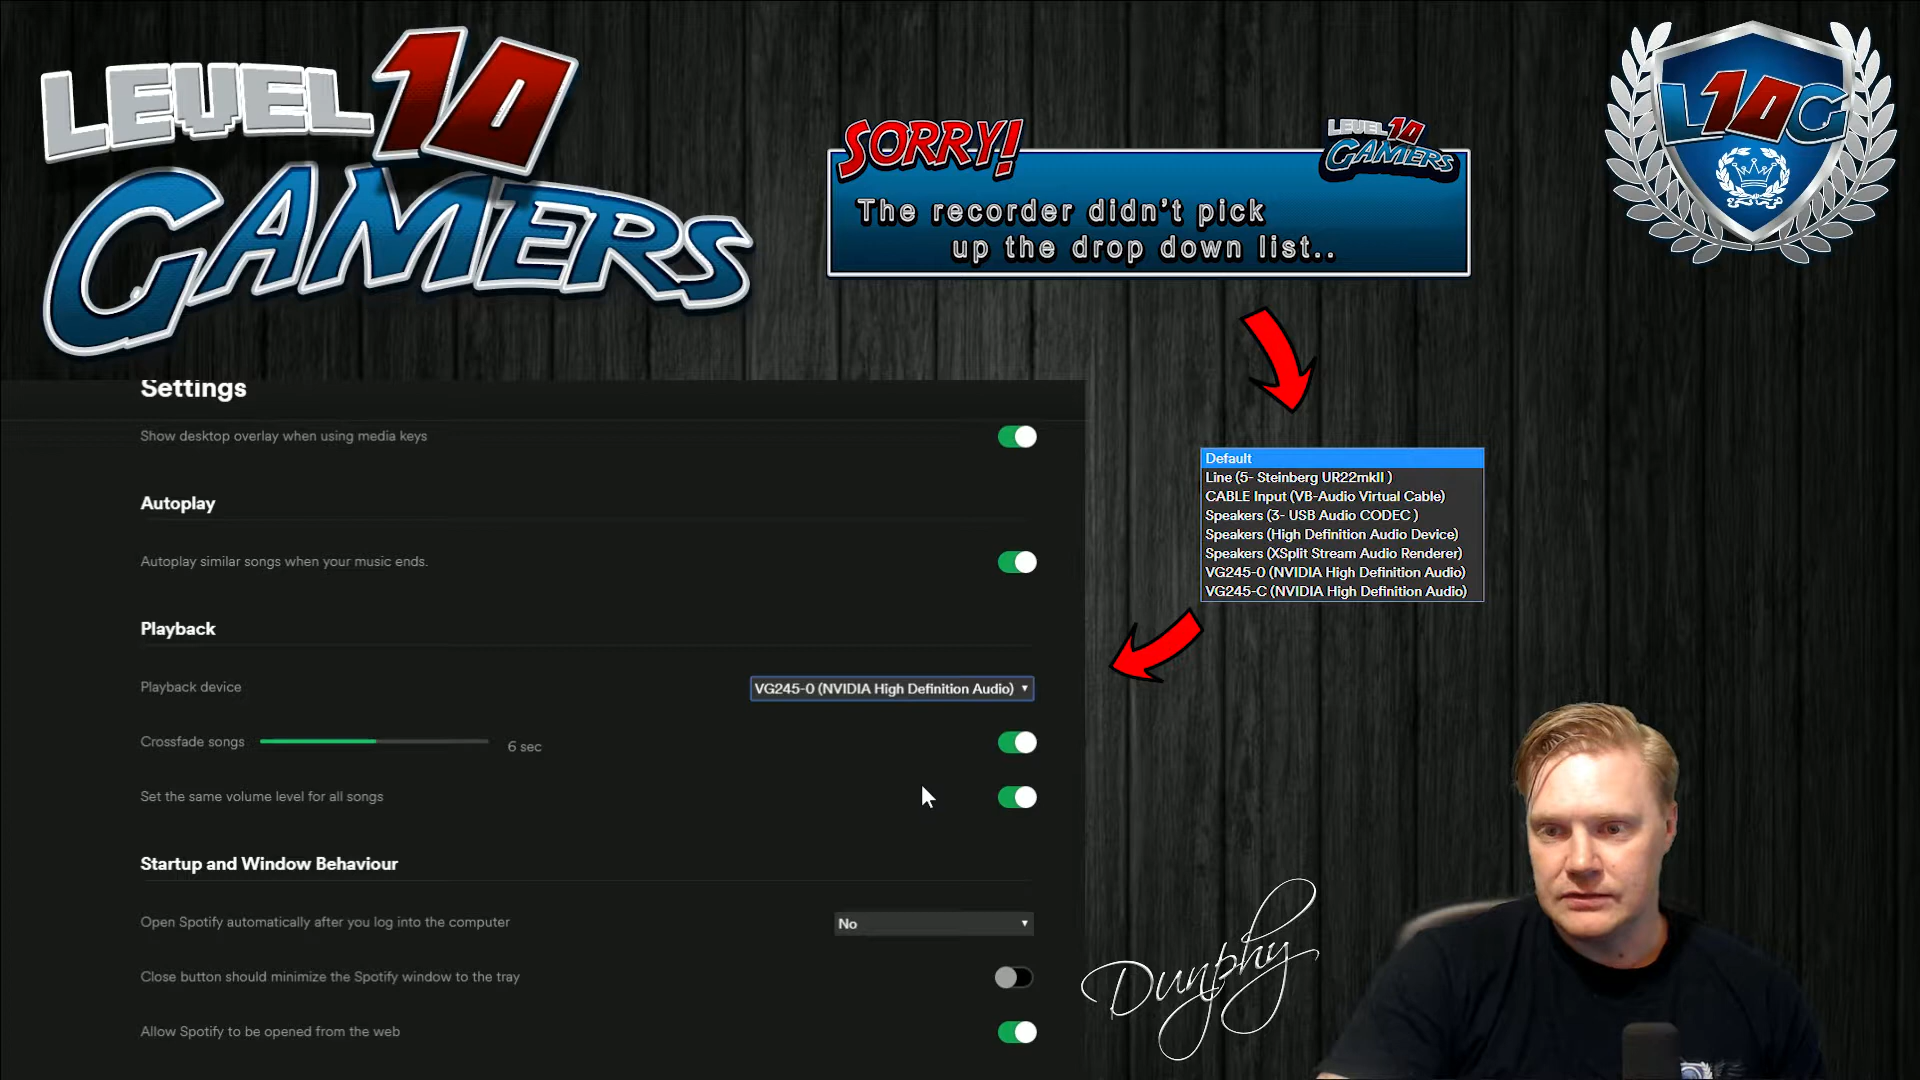 LEVEL 10
GAMERS
SORRY!
LEVEL 10
GAMERS
The recorder didn't pick
up the drop down list..
L10G
Settings
Show desktop overlay when using media keys
Autoplay
Autoplay similar songs when your music ends.
Playback
Playback device
VG245-0 (NVIDIA High Definition Audio)
Crossfade songs
6 sec
Set the same volume level for all songs
Startup and Window Behaviour
Open Spotify automatically after you log into the computer
No
Close button should minimize the Spotify window to the tray
Allow Spotify to be opened from the web
Default
Line (5- Steinberg UR22mkII )
CABLE Input (VB-Audio Virtual Cable)
Speakers (3- USB Audio CODEC )
Speakers (High Definition Audio Device)
Speakers (XSplit Stream Audio Renderer)
VG245-0 (NVIDIA High Definition Audio)
VG245-C (NVIDIA High Definition Audio)
Dunphy